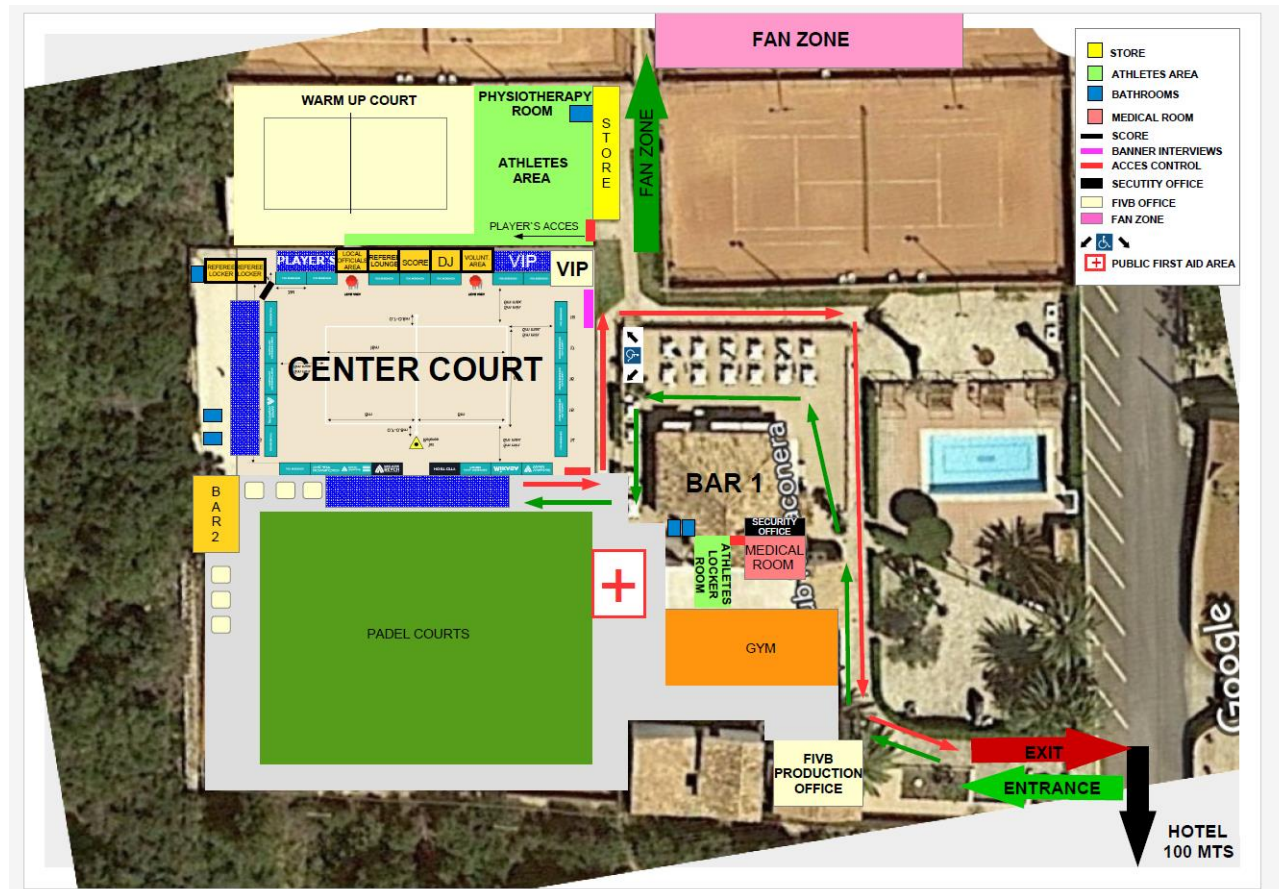 FAN ZONE
STORE
ATHLETES AREA
BATHROOMS
MEDICAL ROOM
SCORE
BANNER INTERVIEWS
ACCES CONTROL
SECUTITY OFFICE
FIVB OFFICE
FAN ZONE
PUBLIC FIRST AID AREA
WARM UP COURT
PHYSIOTHERAPY
ROOM
ATHLETES
AREA
STORE
FAN ZONE
PLAYER'S ACCES
REFEREE
LOCKER
REFEREE
LOCKER
PLAYER'S
LOCAL
OFFICIALS
AREA
REFEREE
LOUNGE
SCORE
DJ
VOLUNT.
AREA
VIP
VIP
CENTER COURT
BAR 1
BAR 2
SECURITY
OFFICE
MEDICAL
ROOM
ATHLETES
LOCKER
ROOM
PADEL COURTS
GYM
FIVB
PRODUCTION
OFFICE
EXIT
ENTRANCE
HOTEL
100 MTS
Google